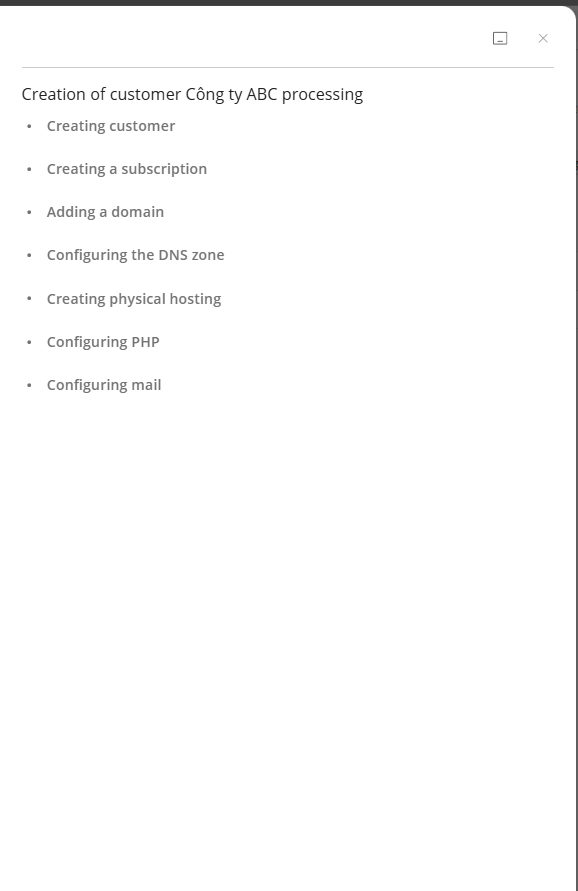 Creation of customer Công ty ABC processing
• Creating customer
• Creating a subscription
• Adding a domain
• Configuring the DNS zone
• Creating physical hosting
• Configuring PHP
• Configuring mail